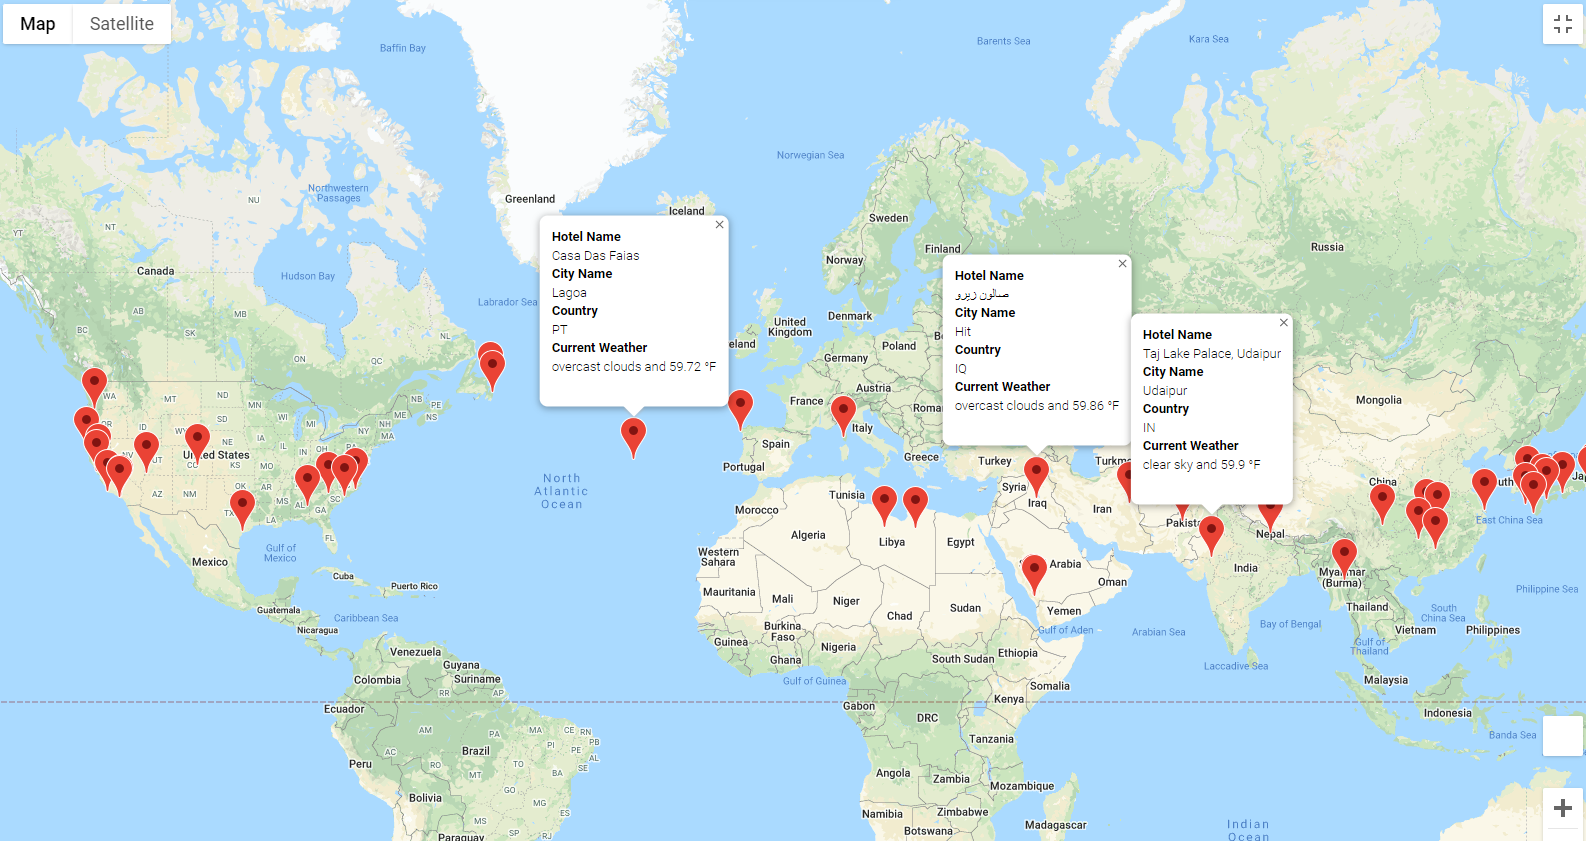 Map
Satellite
Baffin Bay
Barents Sea
Kara Sea
Norwegian Sea
Greenland
Northwestern
Passages
NU
NT
YT
Iceland
Sweden
Finland
Norway
Russia
Canada
Hudson Bay
Labrador Sea
BC
AB
SK
MB
ON
QC
NL
Hotel Name
Casa Das Faias
City Name
Lagoa
Country
PT
Current Weather
overcast clouds and 59.72 °F
Hotel Name
صالون زيرو
City Name
Hit
Country
IQ
Current Weather
overcast clouds and 59.86 °F
Hotel Name
Taj Lake Palace, Udaipur
City Name
Udaipur
Country
IN
Current Weather
clear sky and 59.9 °F
United
Kingdom
Denmark
Poland
Germany
Austria
France
Italy
Spain
Portugal
Greece
Turkey
Syria
Iraq
Iran
Mongolia
China
East China Sea
Nepal
India
Myanmar
(Burma)
Thailand
Vietnam
Philippines
Philippine Sea
South
China Sea
Gulf of
Thailand
Bay of Bengal
Laccadive Sea
Arabian Sea
Malaysia
Indonesia
Banda Sea
Indian
Ocean
WA
MT
ND
MN
SD
WI
MI
ID
WY
NE
IA
IL
IN
OH
PA
NY
NH
MA
NB
PE
NS
ME
United States
UT
CO
KS
MO
AZ
NM
OK
AR
MS
AL
GA
SC
LA
FL
Gulf of
Mexico
Mexico
Cuba
Puerto Rico
Guatemala
Nicaragua
Caribbean Sea
North
Atlantic
Ocean
Tunisia
Morocco
Algeria
Libya
Egypt
Western
Sahara
Mauritania
Mali
Niger
Chad
Sudan
Arabia
Oman
Yemen
Gulf of Aden
Burkina
Faso
Guinea
Ghana
Nigeria
South Sudan
Ethiopia
Somalia
Gulf of Guinea
Gabon
Kenya
DRC
Tanzania
Angola
Zambia
Mozambique
Namibia
Zimbabwe
Botswana
Madagascar
Venezuela
Guyana
Suriname
Colombia
Ecuador
RR
AP
AM
PA
MA
CE
RN
PB
PI
PE
AL
SE
AC
RO
TO
BA
MT
GO
MG
ES
MS
SP
RJ
Brazil
Peru
Bolivia
Paraguay